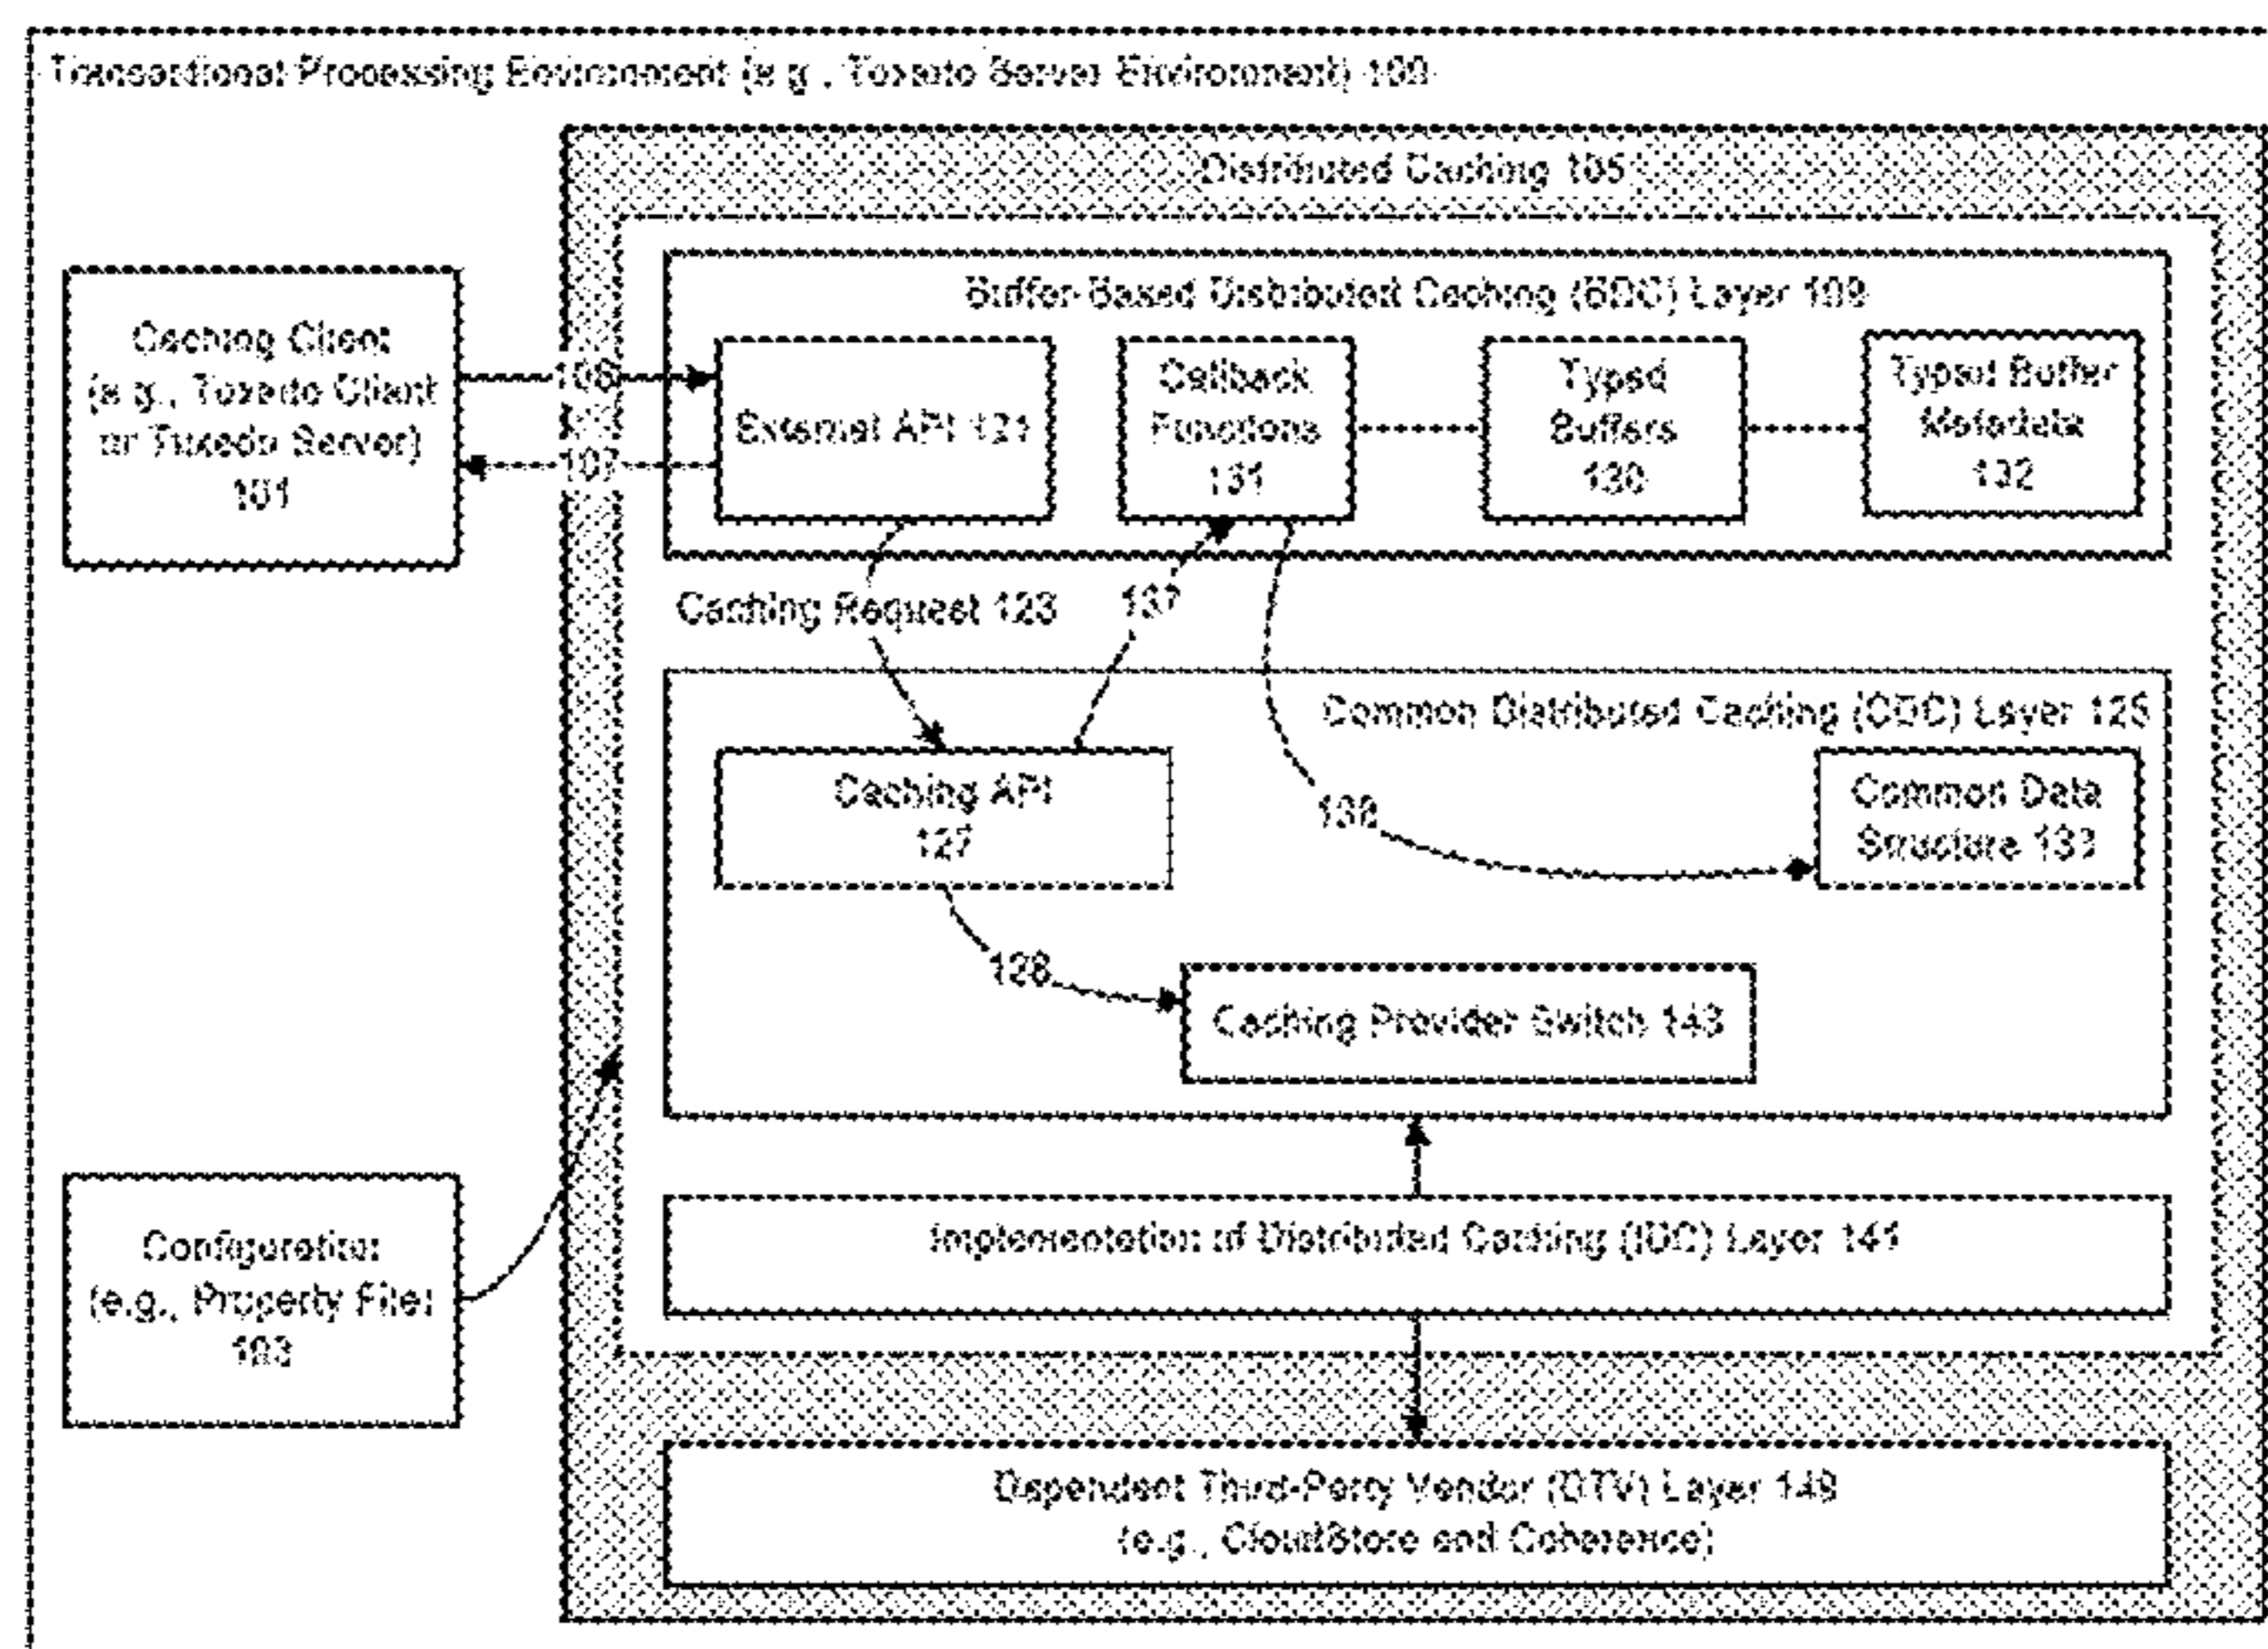 Transactional Processing Environment (e.g., Tuxedo Server Environment) 100
Distributed Caching 105
Buffer-Based Distributed Caching (BDC) Layer 109
Caching Client
(e.g., Tuxedo Client
or Tuxedo Server)
101
106
107
External API 121
Callback
Functions
131
Typed
Buffers
130
Typed Buffer
Metadata
132
Caching Request 123
137
Common Distributed Caching (CDC) Layer 125
Caching API
127
138
Common Data
Structure 133
128
Caching Provider Switch 143
Configuration
(e.g., Property File)
103
Implementation of Distributed Caching (IDC) Layer 141
Dependent Third-Party Vendor (DTV) Layer 149
(e.g., CloudStore and Coherence)